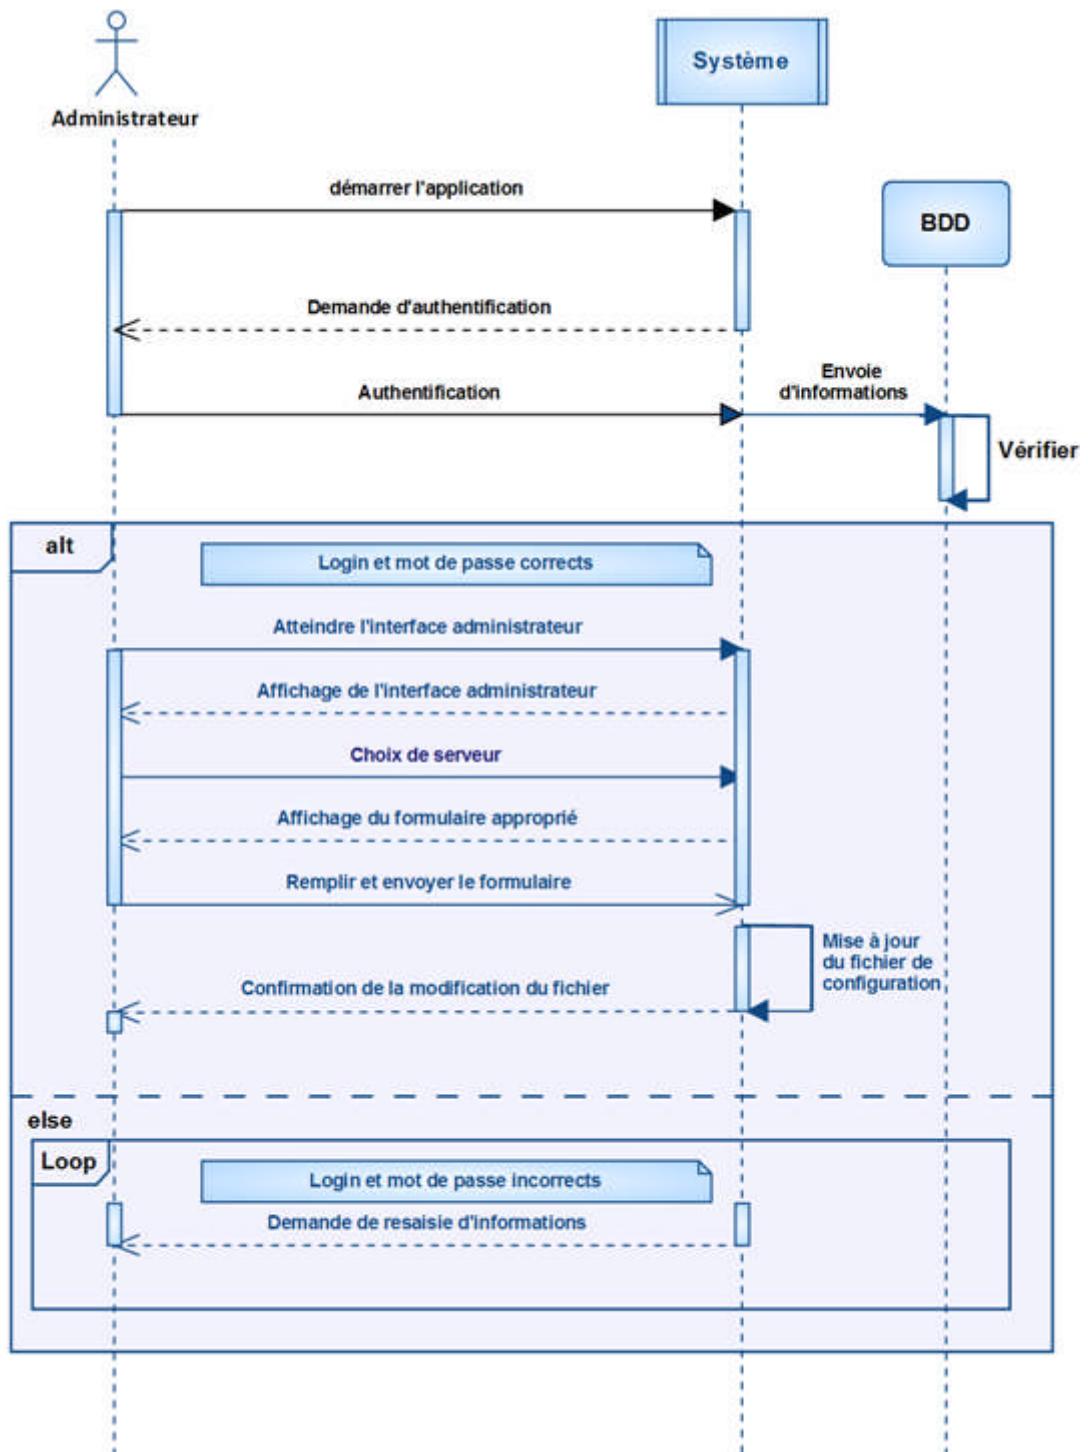 Système
Administrateur
démarrer l'application
BDD
Demande d'authentification
Authentification
Envoie
d'informations
Vérifier
alt
Login et mot de passe corrects
Atteindre l'interface administrateur
Affichage de l'interface administrateur
Choix de serveur
Affichage du formulaire approprié
Remplir et envoyer le formulaire
Mise à jour
du fichier de
configuration
Confirmation de la modification du fichier
else
Loop
Login et mot de passe incorrects
Demande de resaisie d'informations